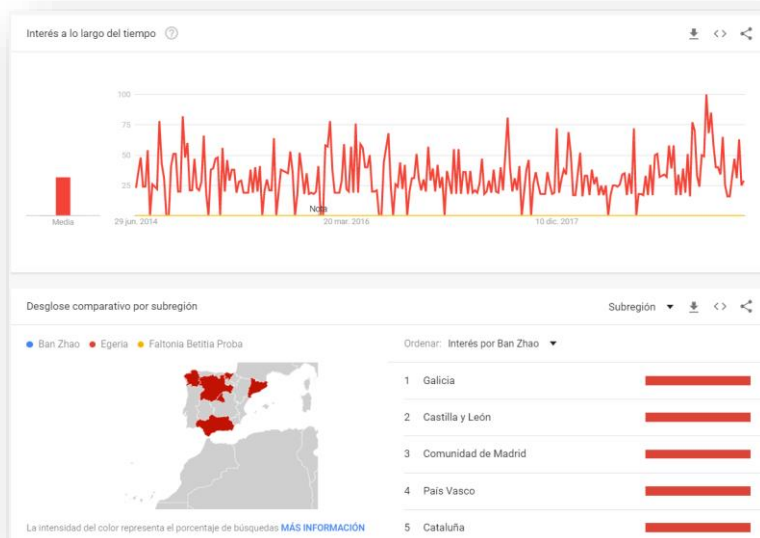 Interés a lo largo del tiempo
100
75
50
25
Media
Nota
29 jun. 2014
20 mar. 2016
10 dic. 2017
Desglose comparativo por subregión
Subregión
Ban Zhao Egeria Faltonia Betitia Proba
Ordenar: Interés por Ban Zhao
1 Galicia
2 Castilla y León
3 Comunidad de Madrid
4 País Vasco
5 Cataluña
La intensidad del color representa el porcentaje de búsquedas MÁS INFORMACIÓN